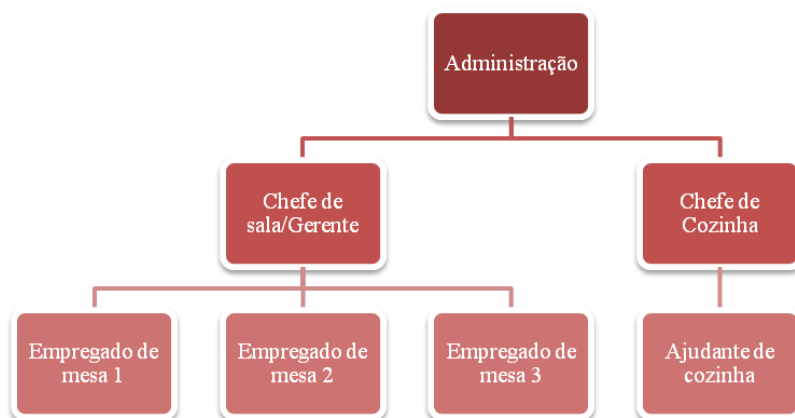 Administração
Chefe de
sala/Gerente
Chefe de
Cozinha
Empregado de
mesa 1
Empregado de
mesa 2
Empregado de
mesa 3
Ajudante de
cozinha